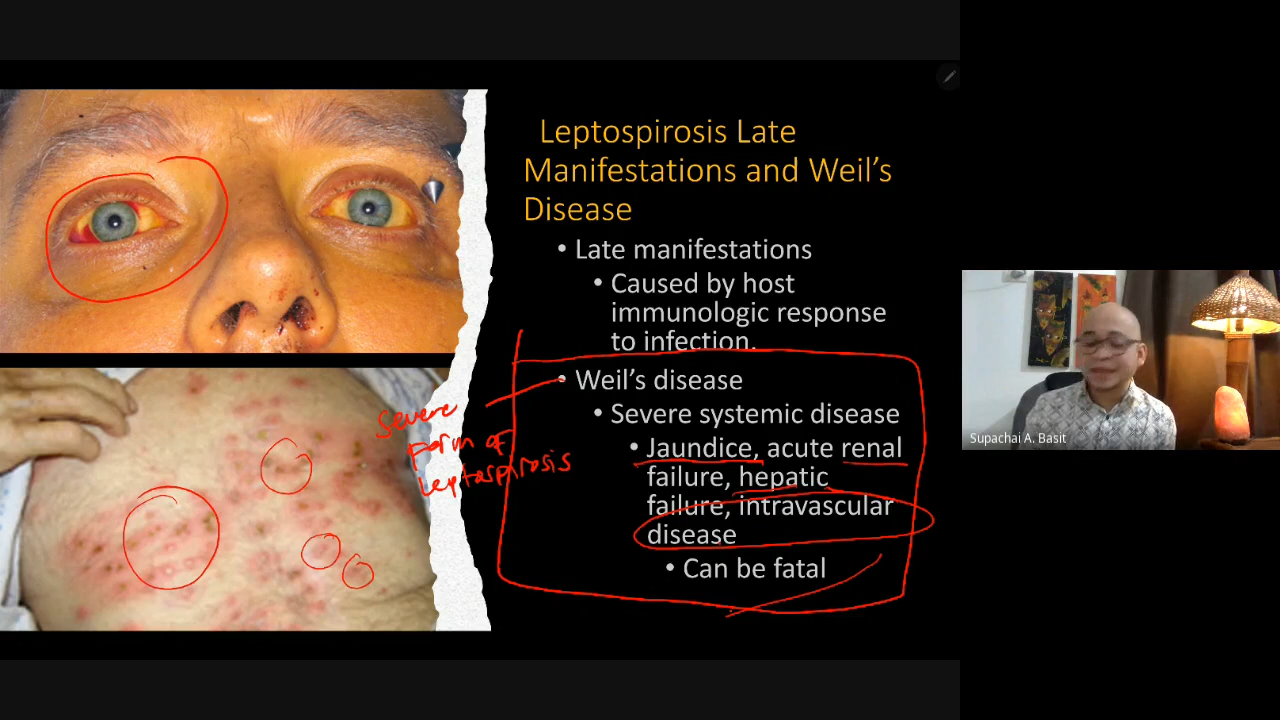 Leptospirosis Late
Manifestations and Weil's
Disease
• Late manifestations
• Caused by host
immunologic response
to infection.
• Weil's disease
• Severe systemic disease
• Jaundice, acute renal
failure, hepatic
failure, intravascular
disease
• Can be fatal
severe
form of
Leptospirosis
Supachai A. Basit